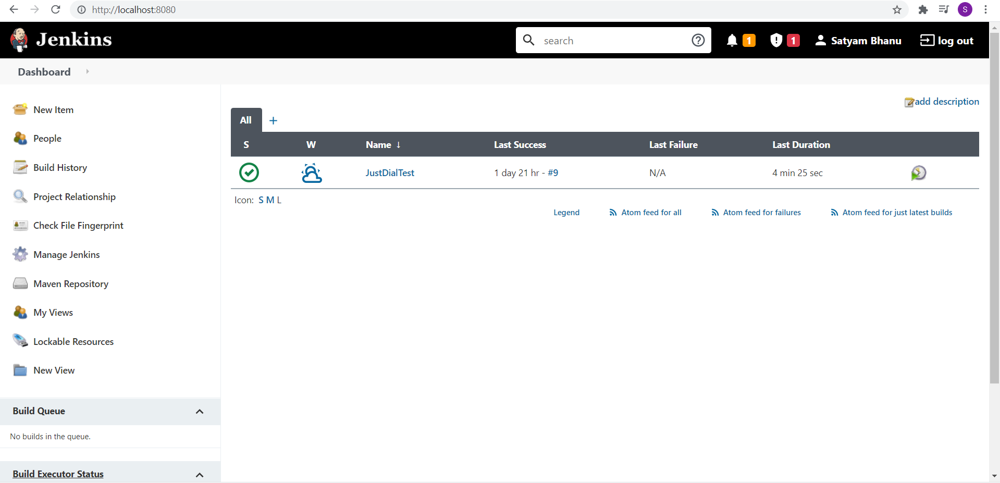 http://localhost:8080
S
Jenkins
search
1
1
Satyam Bhanu
log out
Dashboard
New Item
People
Build History
Project Relationship
Check File Fingerprint
Manage Jenkins
Maven Repository
My Views
Lockable Resources
New View
Build Queue
No builds in the queue.
Build Executor Status
add description
All +
S W Name ↓ Last Success Last Failure Last Duration
JustDialTest 1 day 21 hr - #9 N/A 4 min 25 sec
Icon: S M L
Legend Atom feed for all Atom feed for failures Atom feed for just latest builds